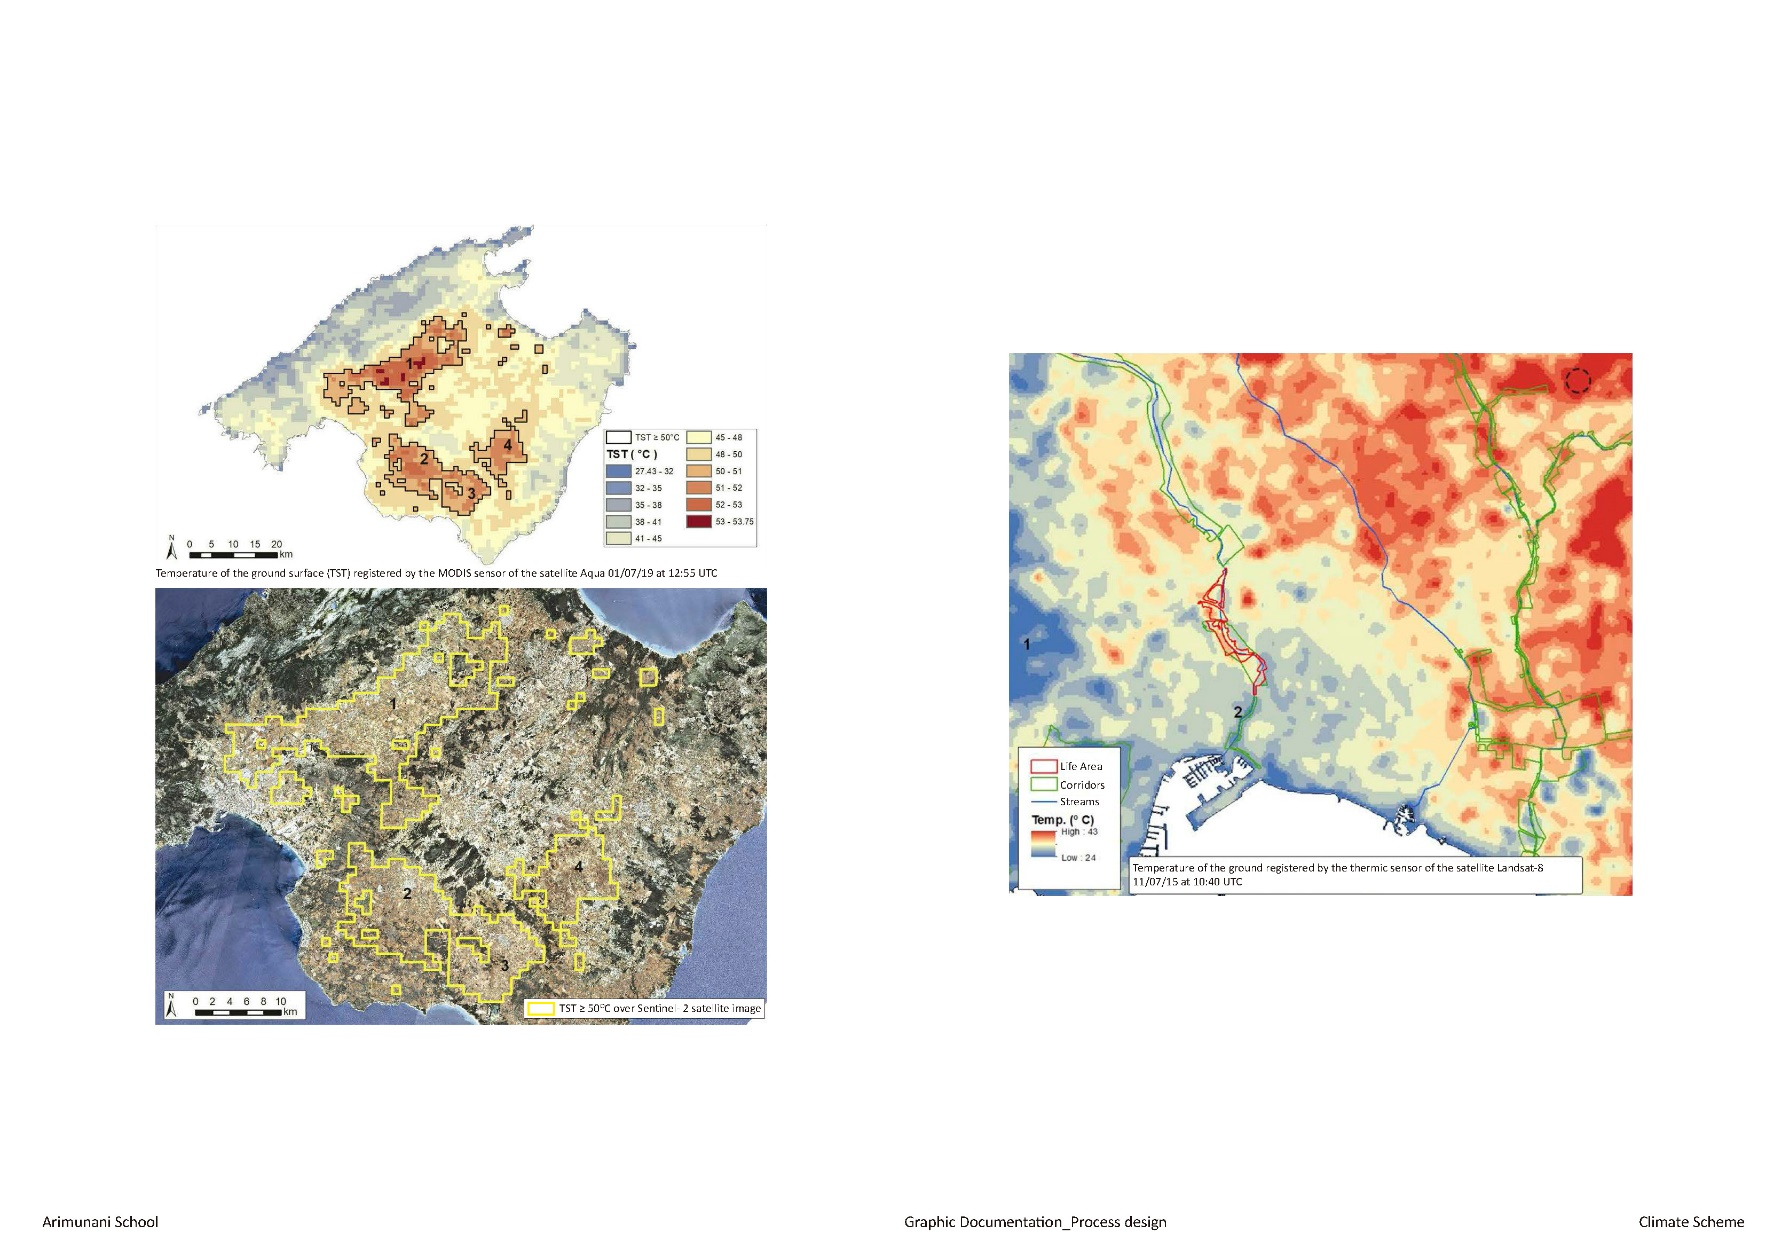 1
2
3
4
TST ≥ 50°C
TST ( °C )
27.43 - 32
32 - 35
35 - 38
38 - 41
41 - 45
45 - 48
48 - 50
50 - 51
51 - 52
52 - 53
53 - 53.75
N
0 5 10 15 20
km
Temperature of the ground surface (TST) registered by the MODIS sensor of the satellite Aqua 01/07/19 at 12:55 UTC
1
2
3
4
N
0 2 4 6 8 10
km
TST ≥ 50°C over Sentinel- 2 satellite image
1
2
Life Area
Corridors
Streams
Temp. (º C)
High : 43
Low : 24
Temperature of the ground registered by the thermic sensor of the satellite Landsat-8
11/07/15 at 10:40 UTC
Arimunani School
Graphic Documentation_Process design
Climate Scheme